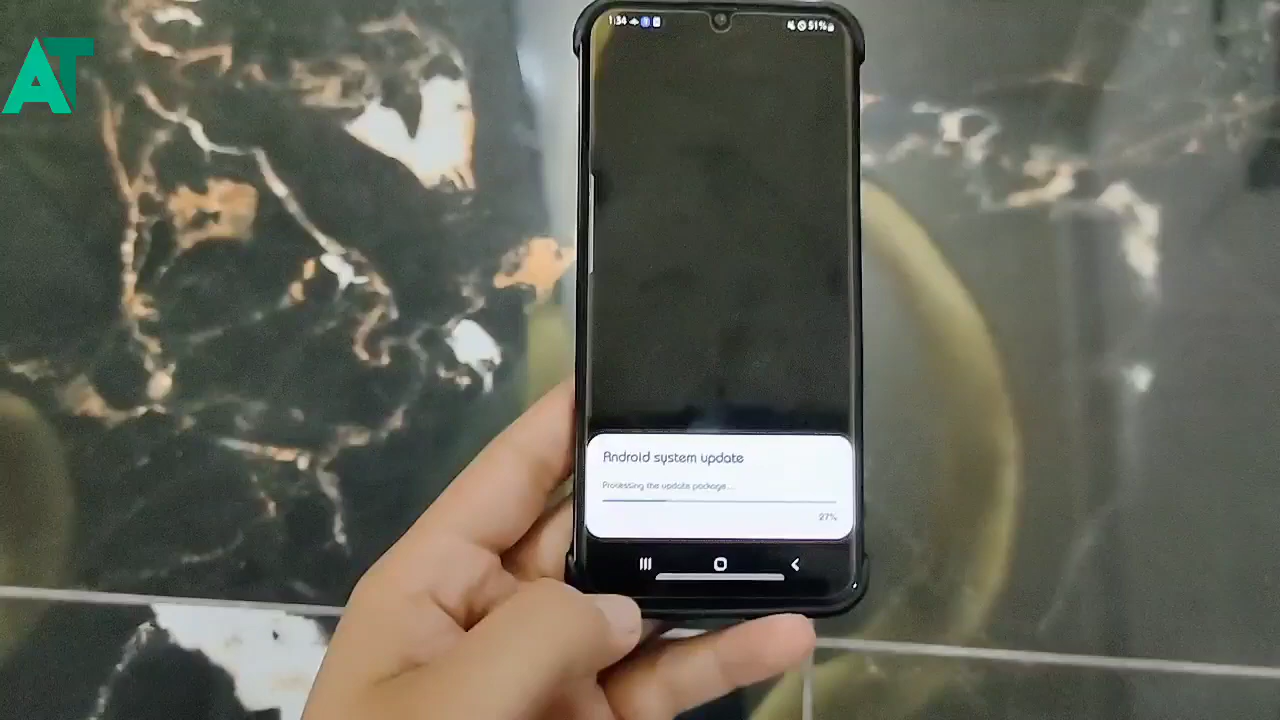 AT
1:34
51%
Android system update
Processing the update package...
27%